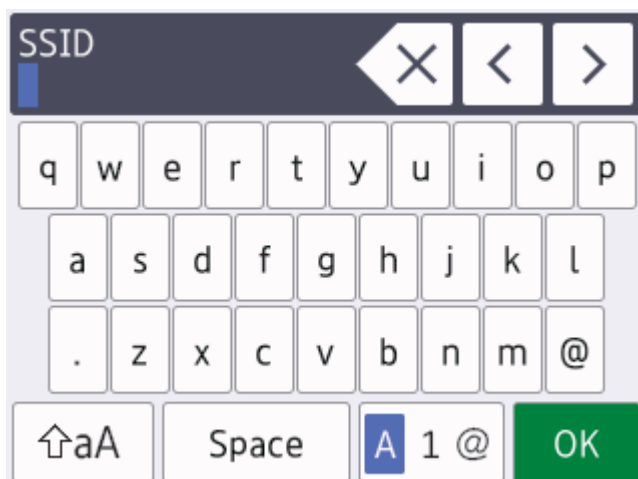 SSID
q w e r t y u i o p
a s d f g h j k l
. z x c v b n m @
aA Space A 1 @ OK